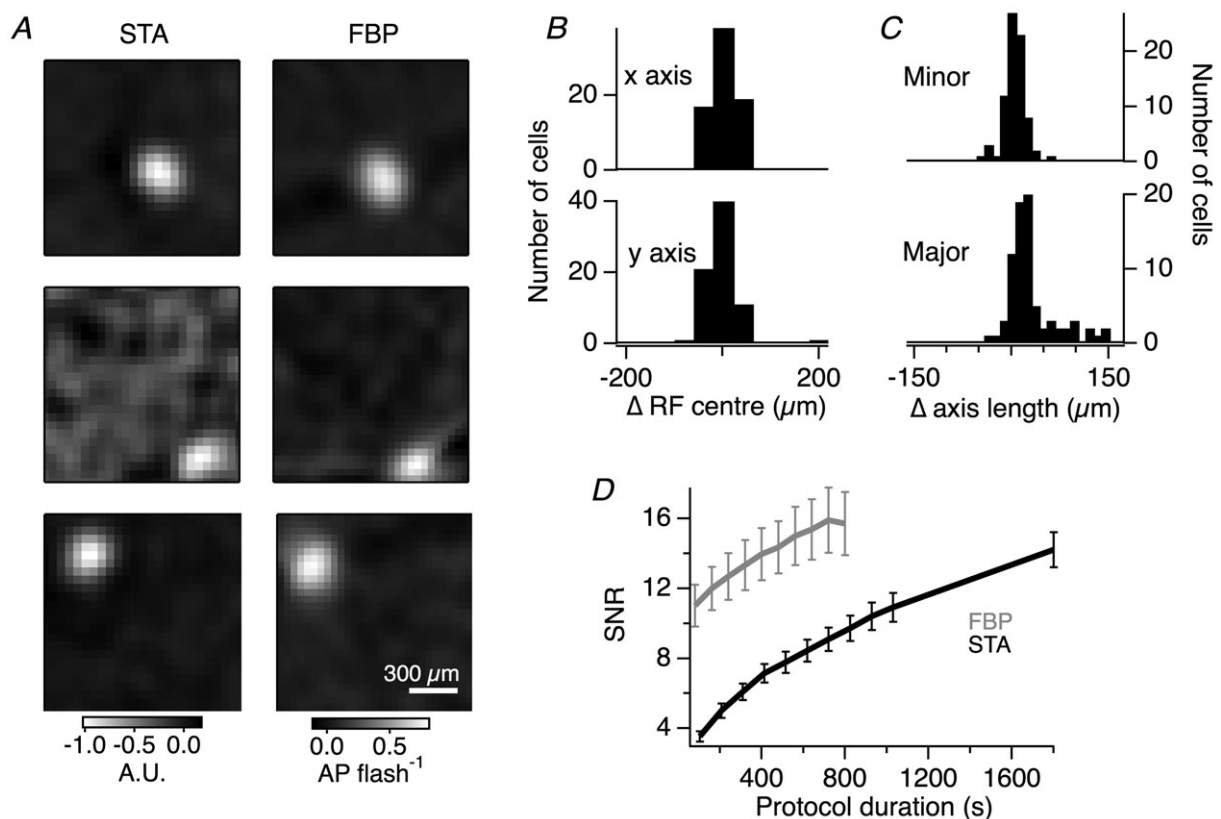 A
STA
FBP
300 µm
-1.0 -0.5 0.0
A.U.
0.0 0.5
AP flash⁻¹
B
Number of cells
x axis
20
0
y axis
40
20
0
-200 0 200
Δ RF centre (µm)
C
Number of cells
Minor
20
10
0
Major
20
10
0
-150 150
Δ axis length (µm)
D
SNR
16
12
8
4
FBP
STA
400 800 1200 1600
Protocol duration (s)